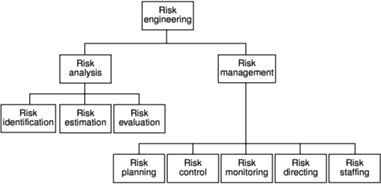 Risk
engineering
Risk
analysis
Risk
management
Risk
identification
Risk
estimation
Risk
evaluation
Risk
planning
Risk
control
Risk
monitoring
Risk
directing
Risk
staffing